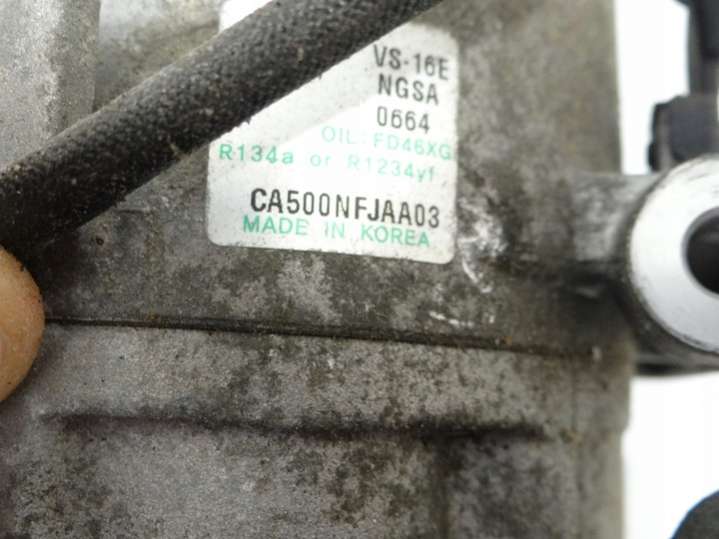 VS-16E
NGSA
0664
OIL: FD46XG
R134a or R1234yf
CA500NFJAA03
MADE IN KOREA